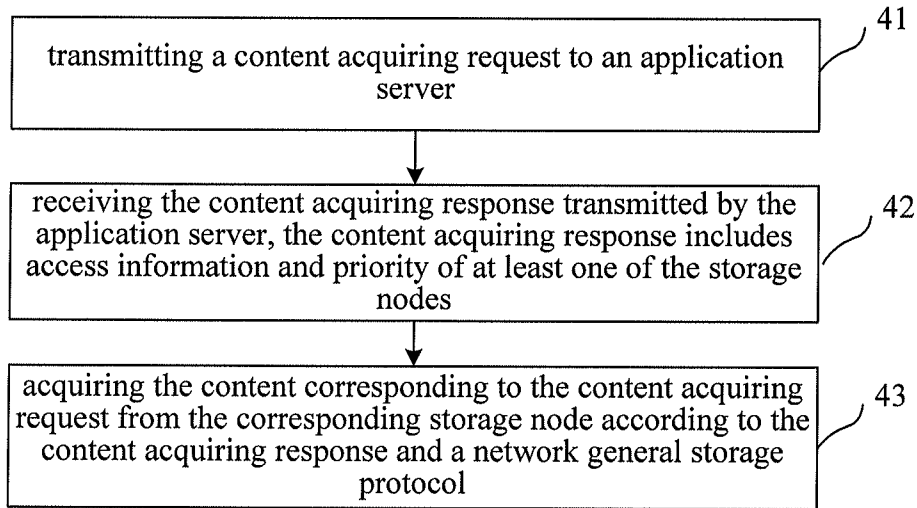 41
transmitting a content acquiring request to an application
server
42
receiving the content acquiring response transmitted by the
application server, the content acquiring response includes
access information and priority of at least one of the storage
nodes
43
acquiring the content corresponding to the content acquiring
request from the corresponding storage node according to the
content acquiring response and a network general storage
protocol